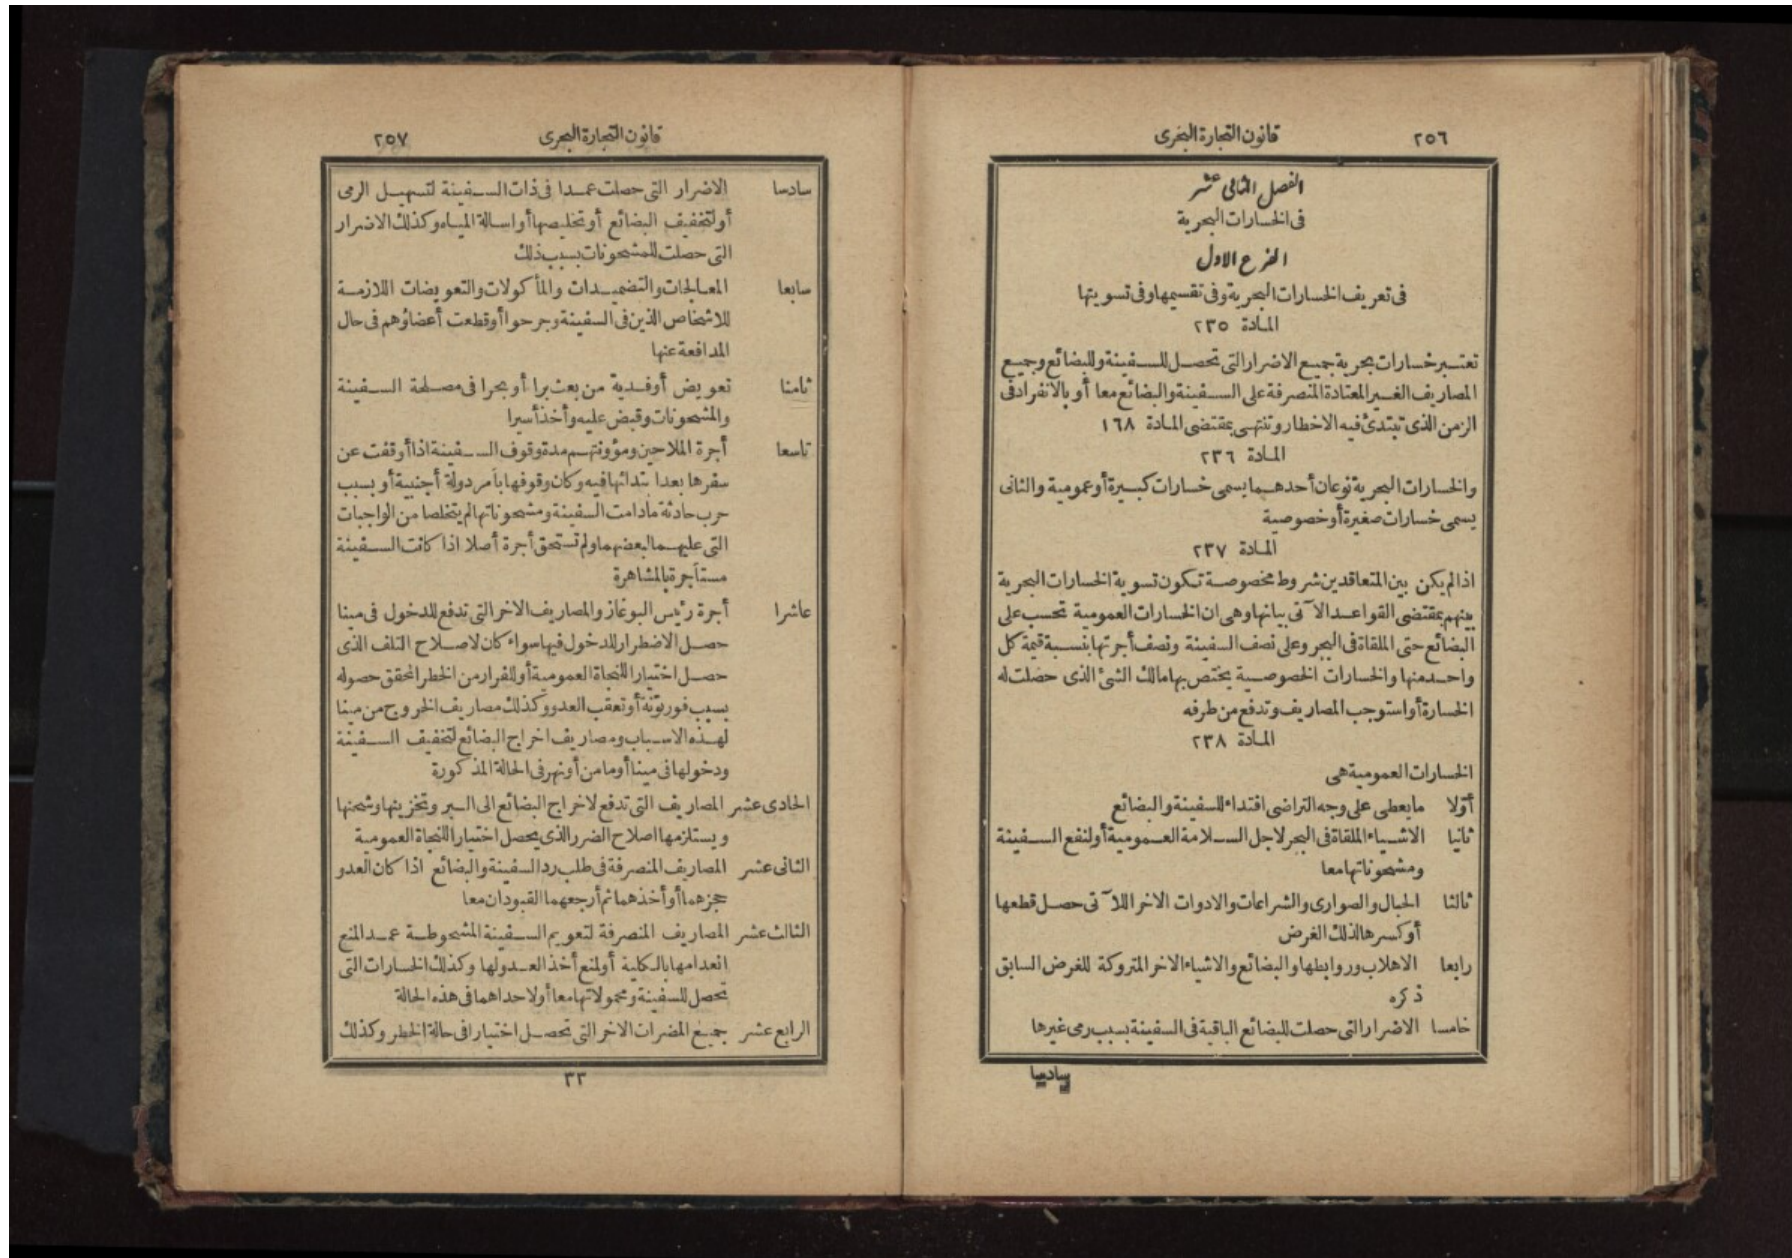 ٢٥٦
قانون التجارة البحرى
الفصل الثانى عشر
فى الخسارات البحرية
الفرع الاول
فى تعريف الخسارات البحرية وفى تقسيمها وفى تسويتها
المادة ٢٣٥
تعتبر خسارات بحرية جميع الاضرار التى تحصل للسفينة وللبضائع وجميع
المصاريف الغير المعتادة المنصرفة على السفينة والبضائع معا أو بالانفراد فى
الزمن الذى تبتدئ فيه الاخطار وتنتهى بمقتضى المادة ١٦٨
المادة ٢٣٦
والخسارات البحرية نوعان أحدهما يسمى خسارات كبيرة أو عمومية والثانى
يسمى خسارات صغيرة أو خصوصية
المادة ٢٣٧
اذا لم يكن بين المتعاقدين شروط مخصوصة تكون تسوية الخسارات البحرية
بينهم بمقتضى القواعد الآتى بيانها وهى ان الخسارات العمومية تحسب على
البضائع حتى الملقاة فى البحر وعلى نصف السفينة ونصف أجرتها بنسبة قيمة كل
واحد منها والخسارات الخصوصية يختص بها مالك الشئ الذى حصلت له
الخسارة أو استوجب المصاريف وتدفع من طرفه
المادة ٢٣٨
الخسارات العمومية هى
أولا ما يعطى على وجه التراضى افتداء للسفينة والبضائع
ثانيا الاشياء الملقاة فى البحر لاجل السلامة العمومية أو لنفع السفينة
ومشحوناتها معا
ثالثا الحبال والصوارى والشراعات والادوات الاخر اللآتى حصل قطعها
أو كسرها لذلك الغرض
رابعا الاهلاب وروابطها والبضائع والاشياء الاخر المتروكة للغرض السابق
ذكره
خامسا الاضرار التى حصلت للبضائع الباقية فى السفينة بسبب رمى غيرها
سادسا
قانون التجارة البحرى
٢٥٧
سادسا الاضرار التى حصلت عمدا فى ذات السفينة لتسهيل الرمى
أو لتخفيف البضائع أو تخليصها أو اسالة المياه وكذلك الاضرار
التى حصلت للمشحونات بسبب ذلك
سابعا المعالجات والتضميدات والمأكولات والتعويضات اللازمة
للاشخاص الذين فى السفينة وجرحوا أو قطعت أعضاؤهم فى حال
المدافعة عنها
ثامنا تعويض أو فدية من بعث برا أو بحرا فى مصلحة السفينة
والمشحونات وقبض عليه وأخذ أسيرا
تاسعا أجرة الملاحين ومؤونتهم مدة وقوف السفينة اذا أوقفت عن
سفرها بعد ابتدائها فيه وكان وقوفها بأمر دولة أجنبية أو بسبب
حرب حادثة مادامت السفينة ومشحوناتها لم يتخلصا من الواجبات
التى عليهما لبعضهما ولم تستحق أجرة أصلا اذا كانت السفينة
مستأجرة بالمشاهرة
عاشرا أجرة رئيس البوغاز والمصاريف الاخر التى تدفع للدخول فى مينا
حصل الاضطرار للدخول فيها سواء كان لاصلاح التلف الذى
حصل اختيارا للنجاة العمومية أو للفرار من الخطر المحقق حصوله
بسبب فورتونة أو تعقب العدو وكذلك مصاريف الخروج من مينا
لهذه الاسباب ومصاريف اخراج البضائع لتخفيف السفينة
ودخولها فى مينا أو مامن أو نهر فى الحالة المذكورة
الحادى عشر المصاريف التى تدفع لاخراج البضائع الى البر وتخزينها وشحنها
ويستلزمها اصلاح الضرر الذى يحصل اختيارا للنجاة العمومية
الثانى عشر المصاريف المنصرفة فى طلب رد السفينة والبضائع اذا كان العدو
حجزهما أو أخذهما ثم أرجعهما القبودان معا
الثالث عشر المصاريف المنصرفة لتعويم السفينة المشحوطة عمدا لمنع
انعدامها بالكلية أو لمنع أخذ العدو لها وكذلك الخسارات التى
تحصل للسفينة ومحمولاتها معا أو لاحداهما فى هذه الحالة
الرابع عشر جميع المضرات الاخر التى تحصل اختيارا فى حالة الخطر وكذلك
٣٣